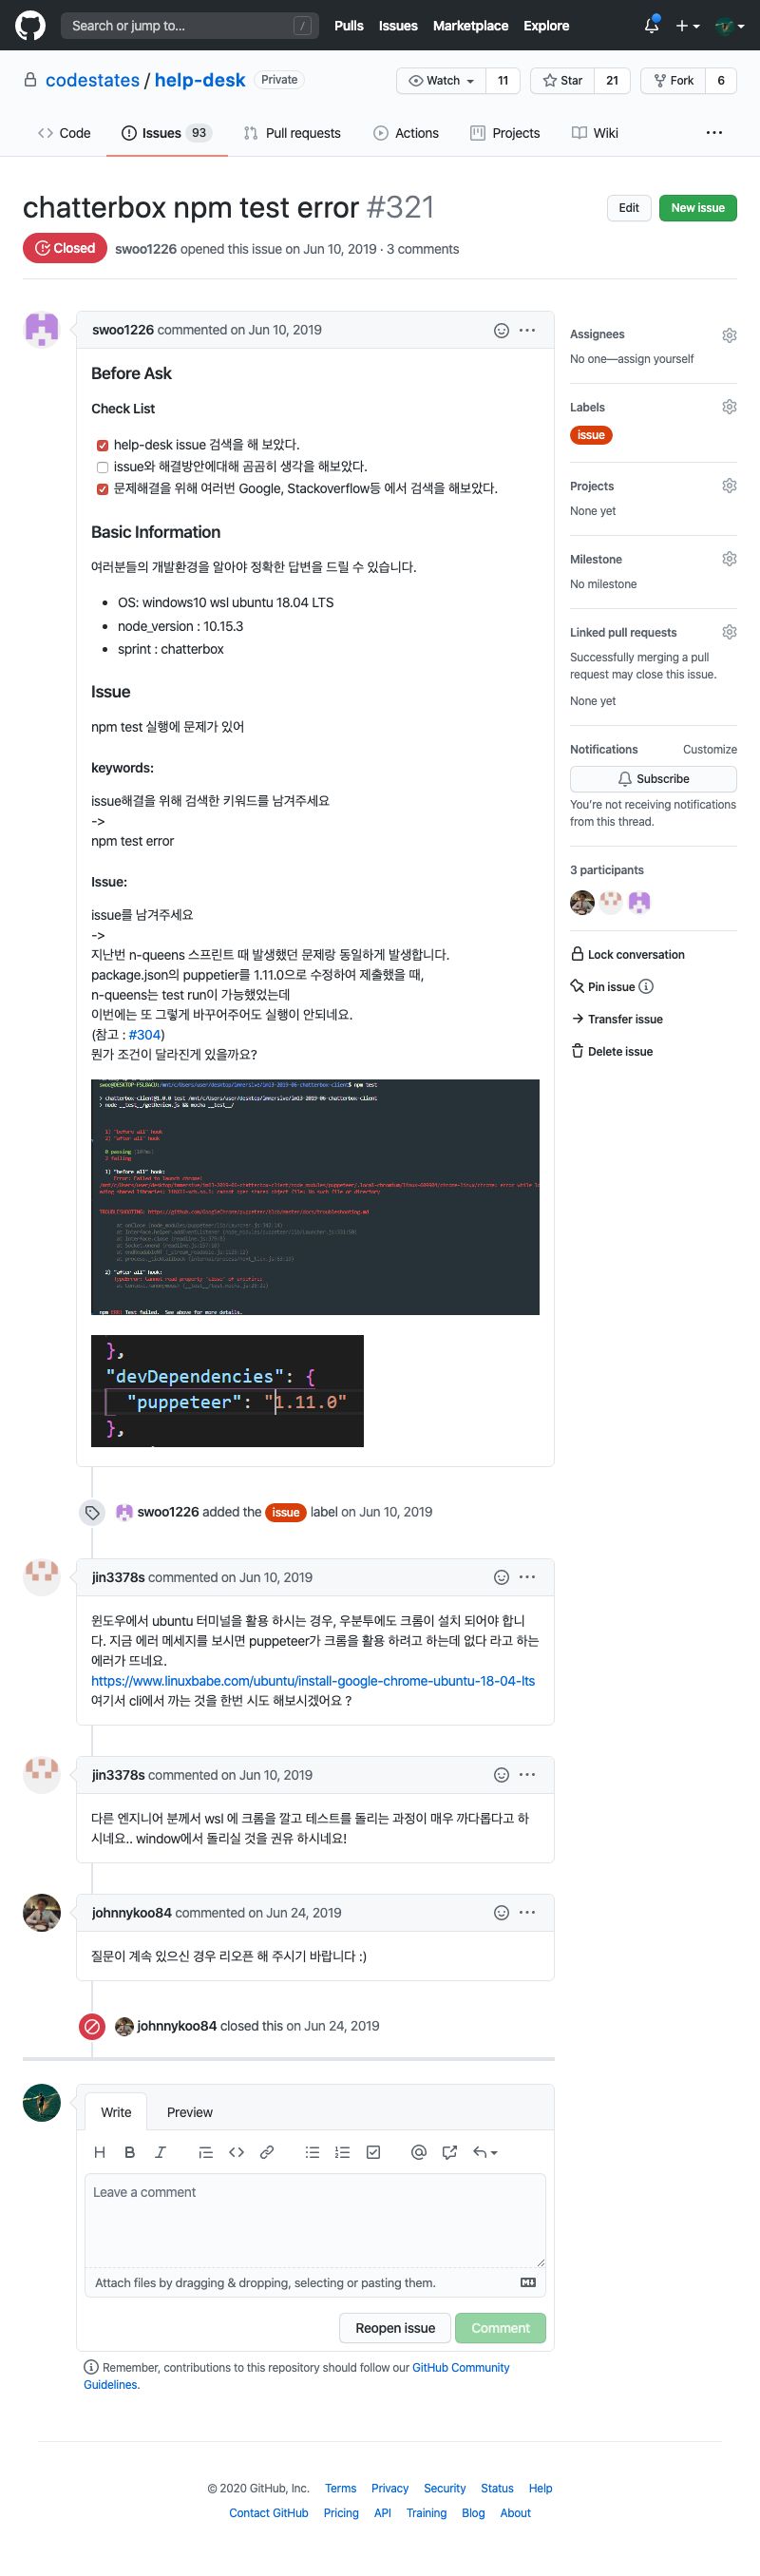 Search or jump to... /
Pulls Issues Marketplace Explore
codestates / help-desk Private
Watch 11 Star 21 Fork 6
Code Issues 93 Pull requests Actions Projects Wiki
chatterbox npm test error #321
Edit New issue
Closed swoo1226 opened this issue on Jun 10, 2019 · 3 comments
swoo1226 commented on Jun 10, 2019
Before Ask
Check List
help-desk issue 검색을 해 보았다.
issue와 해결방안에대해 곰곰히 생각을 해보았다.
문제해결을 위해 여러번 Google, Stackoverflow등 에서 검색을 해보았다.
Basic Information
여러분들의 개발환경을 알아야 정확한 답변을 드릴 수 있습니다.
OS: windows10 wsl ubuntu 18.04 LTS
node_version : 10.15.3
sprint : chatterbox
Issue
npm test 실행에 문제가 있어
keywords:
issue해결을 위해 검색한 키워드를 남겨주세요
->
npm test error
Issue:
issue를 남겨주세요
->
지난번 n-queens 스프린트 때 발생했던 문제랑 동일하게 발생합니다.
package.json의 puppetier를 1.11.0으로 수정하여 제출했을 때,
n-queens는 test run이 가능했었는데
이번에는 또 그렇게 바꾸어주어도 실행이 안되네요.
(참고 : #304)
뭔가 조건이 달라진게 있을까요?
1) "before all" hook
2) "after all" hook
2 failing
1) "before all" hook:
Error: Failed to launch chrome!
2) "after all" hook:
npm ERR! Test failed. See above for more details.
},
"devDependencies": {
"puppeteer": "1.11.0"
},
swoo1226 added the issue label on Jun 10, 2019
jin3378s commented on Jun 10, 2019
윈도우에서 ubuntu 터미널을 활용 하시는 경우, 우분투에도 크롬이 설치 되어야 합니
다. 지금 에러 메세지를 보시면 puppeteer가 크롬을 활용 하려고 하는데 없다 라고 하는
에러가 뜨네요.
https://www.linuxbabe.com/ubuntu/install-google-chrome-ubuntu-18-04-lts
여기서 cli에서 까는 것을 한번 시도 해보시겠어요 ?
jin3378s commented on Jun 10, 2019
다른 엔지니어 분께서 wsl 에 크롬을 깔고 테스트를 돌리는 과정이 매우 까다롭다고 하
시네요.. window에서 돌리실 것을 권유 하시네요!
johnnykoo84 commented on Jun 24, 2019
질문이 계속 있으신 경우 리오픈 해 주시기 바랍니다 :)
johnnykoo84 closed this on Jun 24, 2019
Write Preview
Leave a comment
Attach files by dragging & dropping, selecting or pasting them.
Reopen issue Comment
Remember, contributions to this repository should follow our GitHub Community
Guidelines.
Assignees
No one—assign yourself
Labels
issue
Projects
None yet
Milestone
No milestone
Linked pull requests
Successfully merging a pull
request may close this issue.
None yet
Notifications Customize
Subscribe
You're not receiving notifications
from this thread.
3 participants
Lock conversation
Pin issue
Transfer issue
Delete issue
© 2020 GitHub, Inc. Terms Privacy Security Status Help
Contact GitHub Pricing API Training Blog About